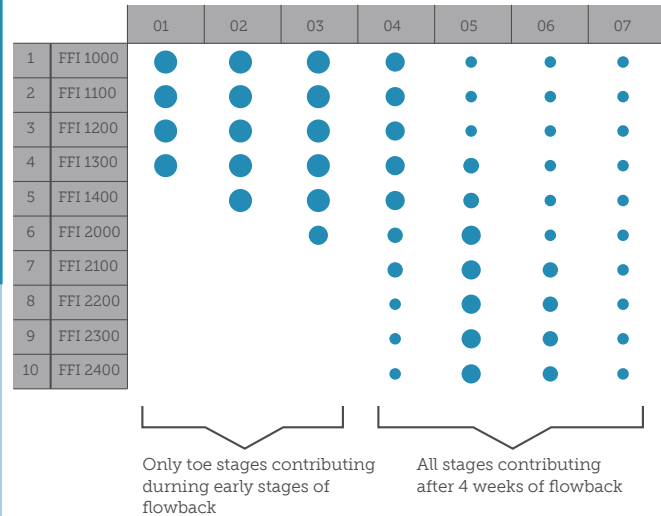 01 02 03 04 05 06 07
1 FFI 1000
2 FFI 1100
3 FFI 1200
4 FFI 1300
5 FFI 1400
6 FFI 2000
7 FFI 2100
8 FFI 2200
9 FFI 2300
10 FFI 2400
Only toe stages contributing
durning early stages of
flowback
All stages contributing
after 4 weeks of flowback